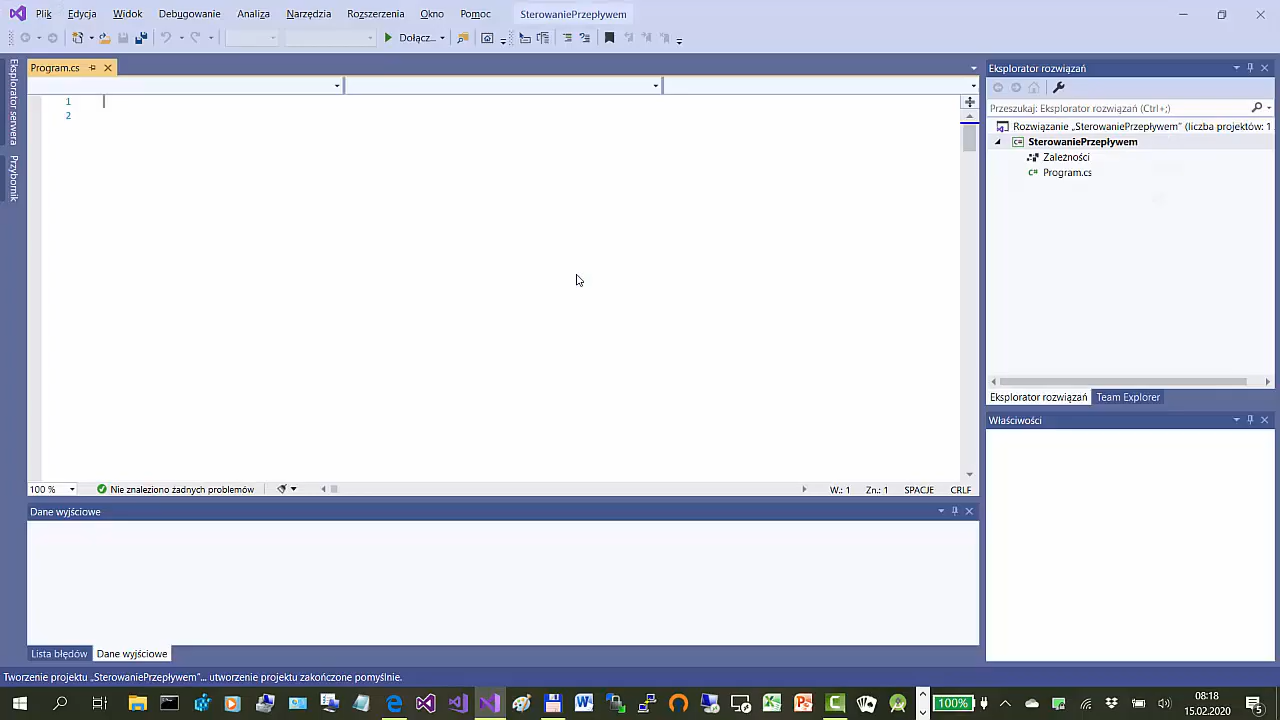 Plik Edycja Widok Debugowanie Analiza Narzędzia Rozszerzenia Okno Pomoc SterowaniePrzepływem
Dołącz...
Eksplorator serwera
Przybornik
Program.cs
1
2
100 % Nie znaleziono żadnych problemów W.: 1 Zn.: 1 SPACJE CRLF
Dane wyjściowe
Lista błędów Dane wyjściowe
Eksplorator rozwiązań
Przeszukaj: Eksplorator rozwiązań (Ctrl+;)
Rozwiązanie „SterowaniePrzepływem” (liczba projektów: 1
SterowaniePrzepływem
Zależności
C# Program.cs
Eksplorator rozwiązań Team Explorer
Właściwości
Tworzenie projektu „SterowaniePrzepływem”... utworzenie projektu zakończone pomyślnie.
100% 08:18
15.02.2020
5